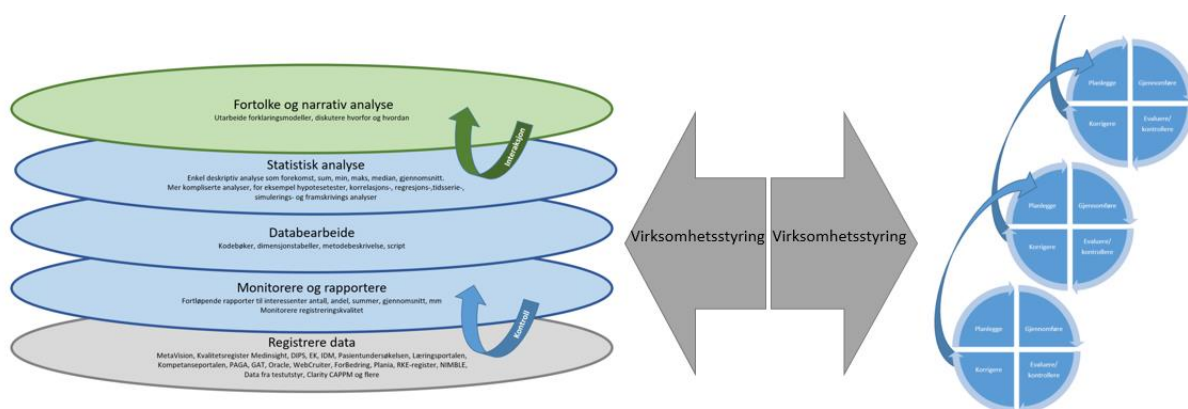 Fortolke og narrativ analyse
Utarbeide forklaringsmodeller, diskutere hvorfor og hvordan
Interaksjon
Statistisk analyse
Enkel deskriptiv analyse som forekomst, sum, min, maks, median, gjennomsnitt.
Mer kompliserte analyser, for eksempel hypotesetester, korrelasjons-, regresjons-,tidsserie-,
simulerings- og framskrivings analyser
Databearbeide
Kodebøker, dimensjonstabeller, metodebeskrivelse, script
Monitorere og rapportere
Fortløpende rapporter til interessenter antall, andel, summer, gjennomsnitt, mm
Monitorere registreringskvalitet
Kontroll
Registrere data
MetaVision, Kvalitetsregister Medinsight, DIPS, EK, IDM, Pasientundersøkelsen, Læringsportalen,
Kompetanseportalen, PAGA, GAT, Oracle, WebCruiter, ForBedring, Plania, RKE-register, NIMBLE,
Data fra testutstyr, Clarity CAPPM og flere
Virksomhetsstyring
Virksomhetsstyring
Planlegge
Gjennomføre
Korrigere
Evaluere/
kontrollere
Planlegge
Gjennomføre
Korrigere
Evaluere/
kontrollere
Planlegge
Gjennomføre
Korrigere
Evaluere/
kontrollere